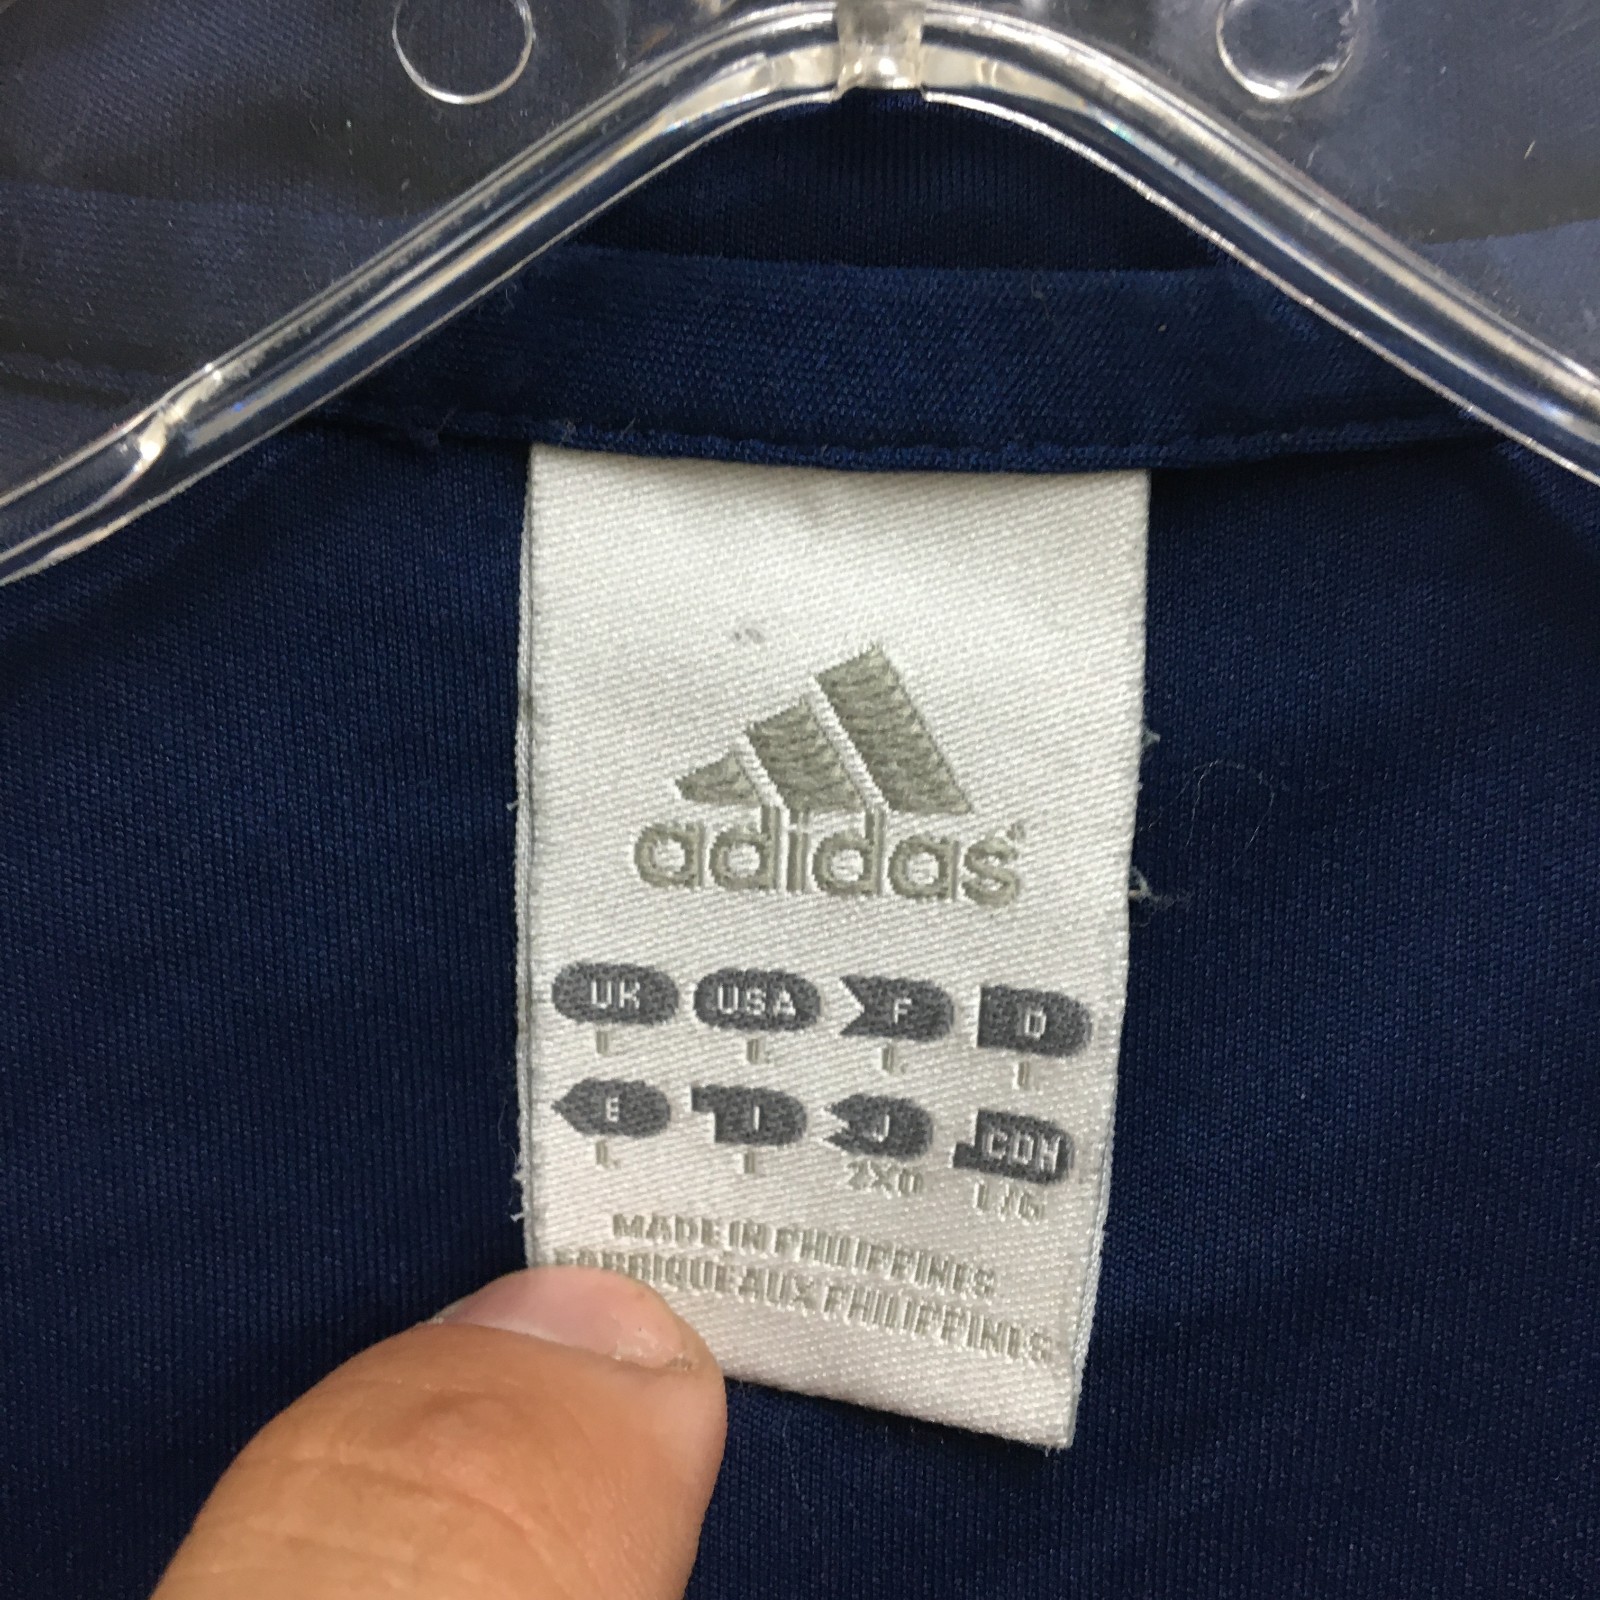 adidas®
UK USA F D
L L L L
E I J CDN
L L 2XO L/G
MADE IN PHILIPPINES
FABRIQUE AUX PHILIPPINES